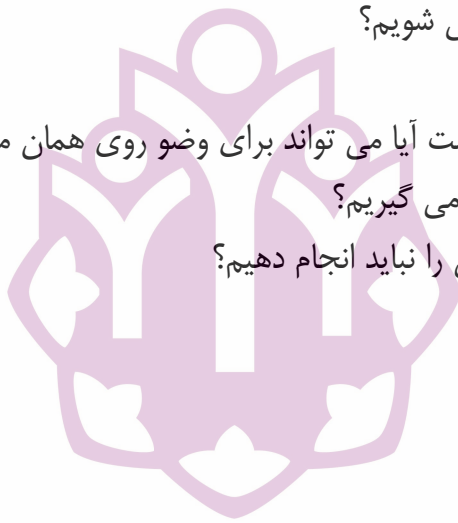 شویم؟
ت آیا می تواند برای وضو روی همان م
می گیریم؟
را نباید انجام دهیم؟